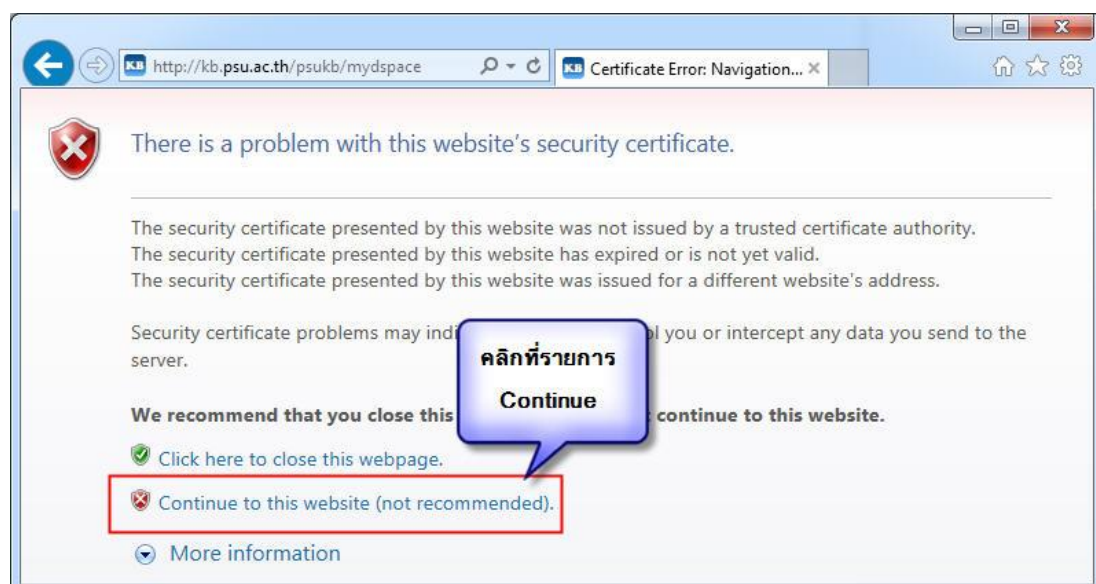 KB http://kb.psu.ac.th/psukb/mydspace
KB Certificate Error: Navigation...
There is a problem with this website's security certificate.
The security certificate presented by this website was not issued by a trusted certificate authority.
The security certificate presented by this website has expired or is not yet valid.
The security certificate presented by this website was issued for a different website's address.
Security certificate problems may indi ol you or intercept any data you send to the
server.
คลิกที่รายการ
Continue
We recommend that you close this continue to this website.
Click here to close this webpage.
Continue to this website (not recommended).
More information